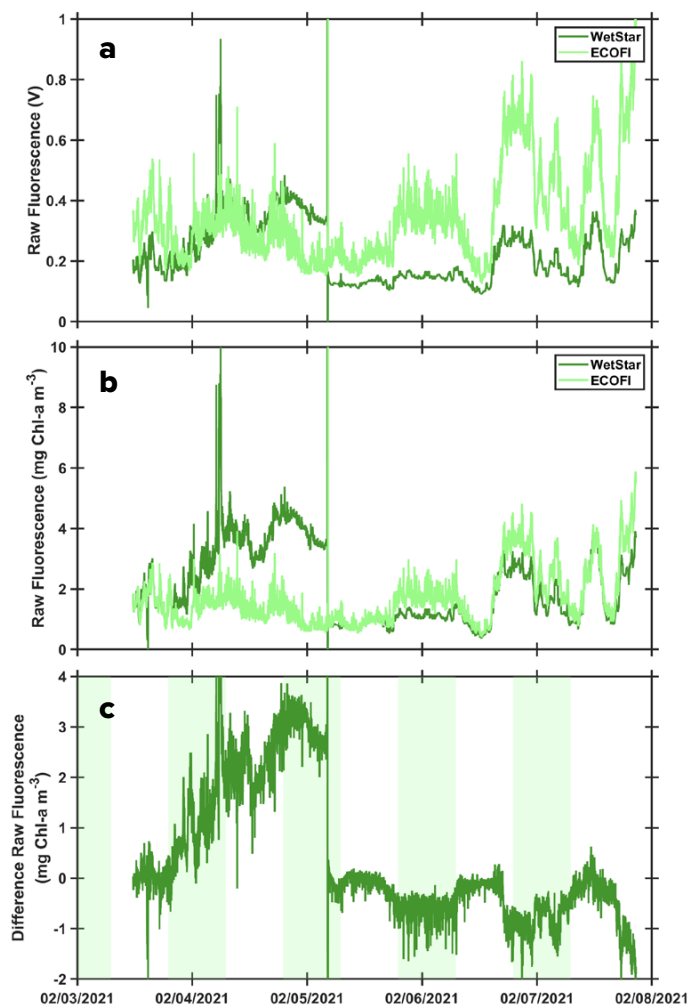 a
WetStar
ECOFI
1
0.8
0.6
0.4
0.2
0
Raw Fluorescence (V)
b
WetStar
ECOFI
10
8
6
4
2
0
Raw Fluorescence (mg Chl-a m-3)
c
4
3
2
1
0
-1
-2
Difference Raw Fluorescence
(mg Chl-a m-3)
02/03/2021 02/04/2021 02/05/2021 02/06/2021 02/07/2021 02/08/2021